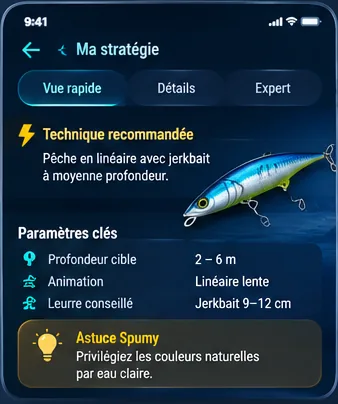 9:41
Ma stratégie
Vue rapide
Détails
Expert
Technique recommandée
Pêche en linéaire avec jerkbait
à moyenne profondeur.
Paramètres clés
Profondeur cible 2 – 6 m
Animation Linéaire lente
Leurre conseillé Jerkbait 9–12 cm
Astuce Spumy
Privilégiez les couleurs naturelles
par eau claire.